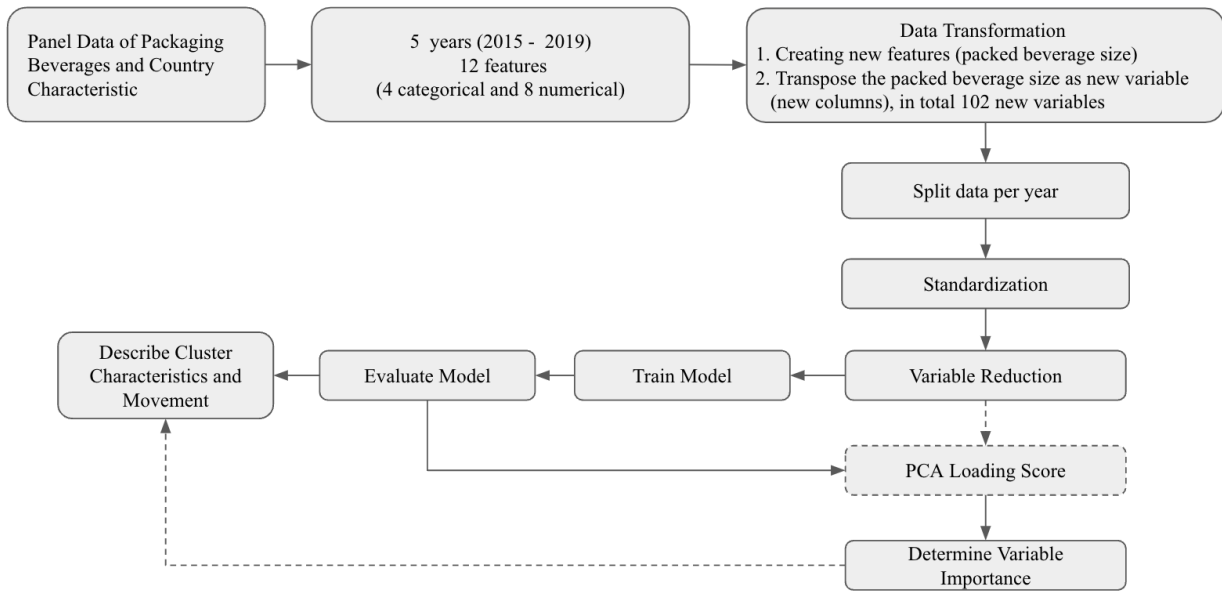 Panel Data of Packaging
Beverages and Country
Characteristic
5 years (2015 - 2019)
12 features
(4 categorical and 8 numerical)
Data Transformation
1. Creating new features (packed beverage size)
2. Transpose the packed beverage size as new variable
(new columns), in total 102 new variables
Split data per year
Standardization
Variable Reduction
Train Model
Evaluate Model
Describe Cluster
Characteristics and
Movement
PCA Loading Score
Determine Variable
Importance